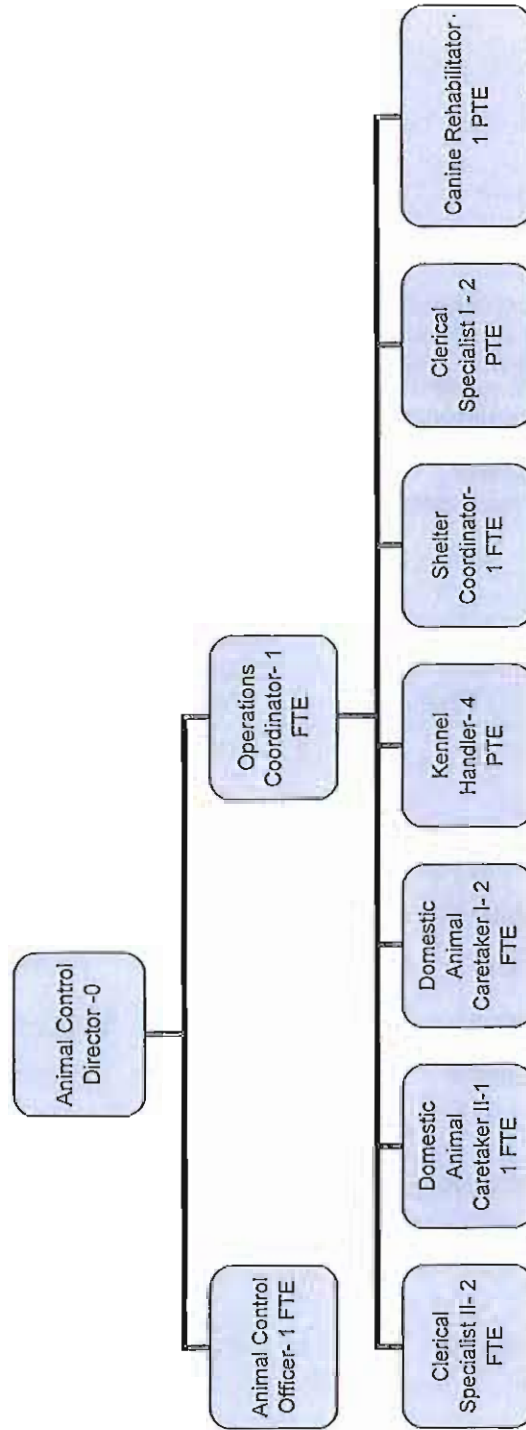 Animal Control
Director -0
Animal Control
Officer- 1 FTE
Operations
Coordinator- 1
FTE
Clerical
Specialist II- 2
FTE
Domestic
Animal
Caretaker II-1
1 FTE
Domestic
Animal
Caretaker I- 2
FTE
Kennel
Handler- 4
PTE
Shelter
Coordinator-
1 FTE
Clerical
Specialist I - 2
PTE
Canine Rehabilitator -
1 PTE